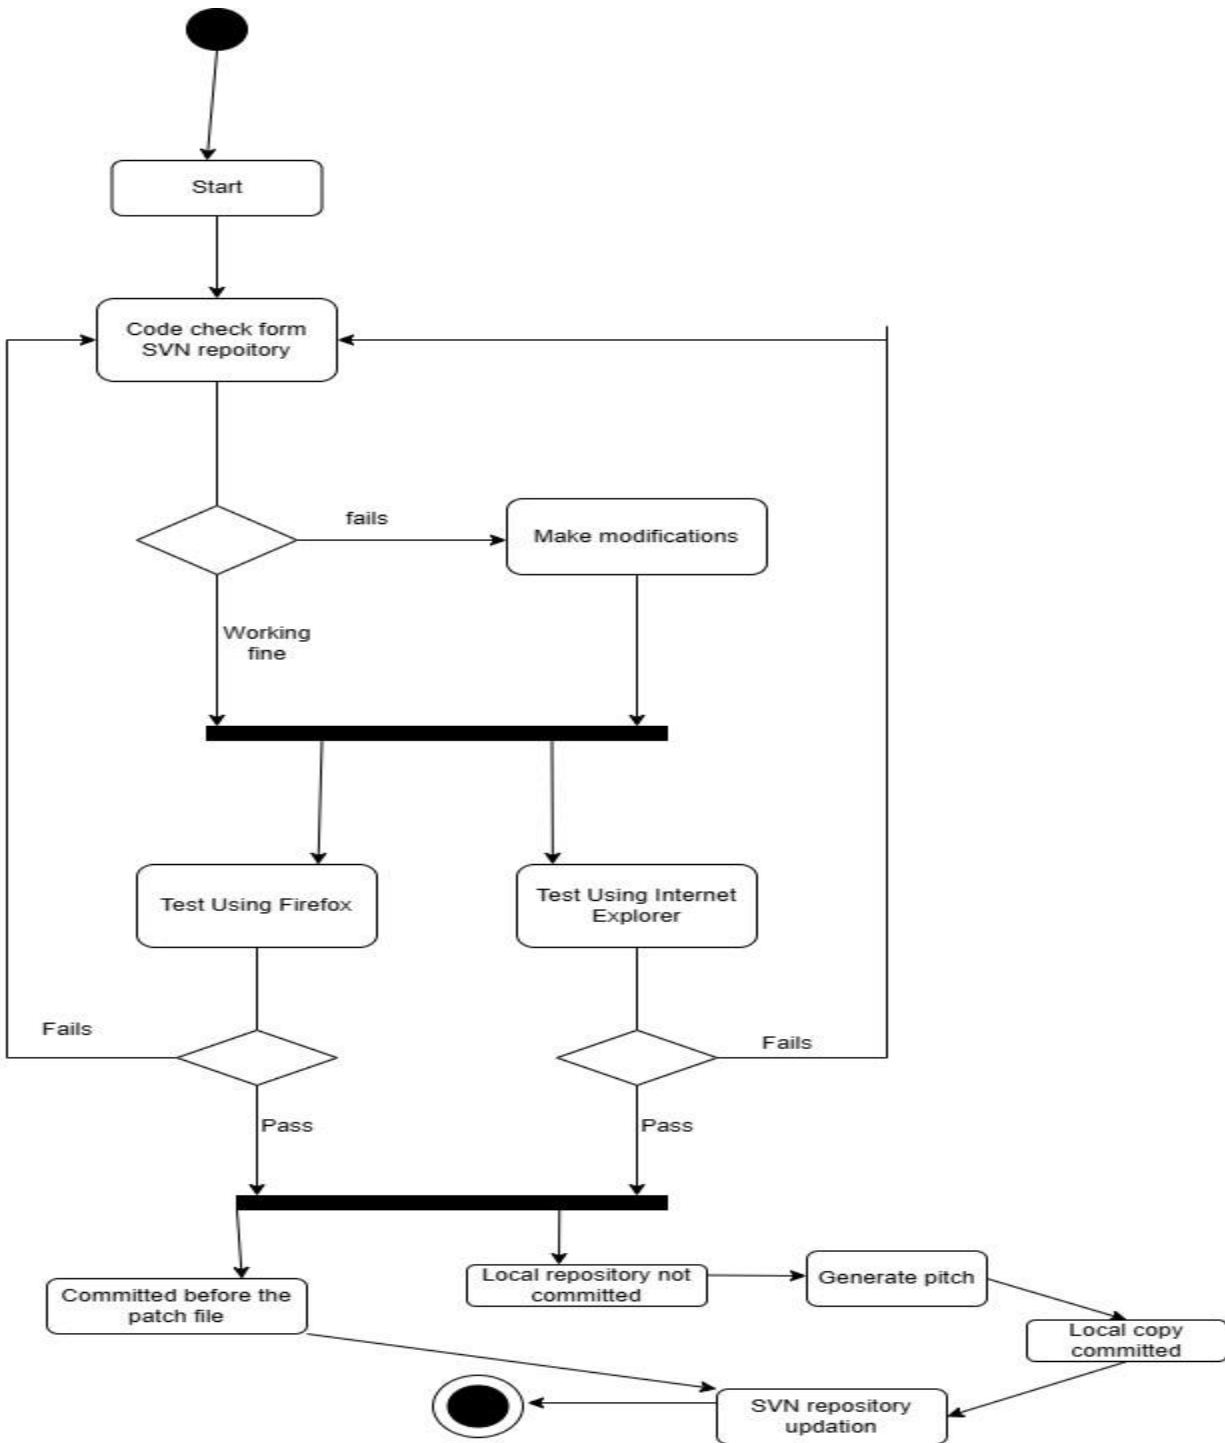 Start
Code check form
SVN repoitory
fails
Make modifications
Working
fine
Test Using Firefox
Test Using Internet
Explorer
Fails
Fails
Pass
Pass
Committed before the
patch file
Local repository not
committed
Generate pitch
Local copy
committed
SVN repository
updation